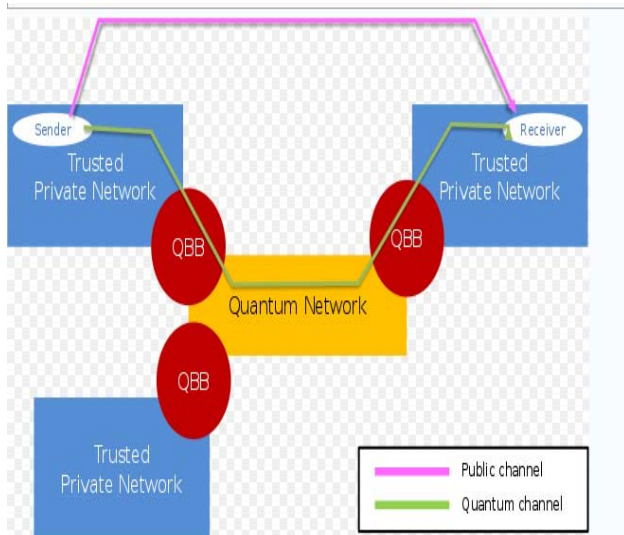 Sender
Trusted
Private Network
Receiver
Trusted
Private Network
QBB
QBB
Quantum Network
QBB
Trusted
Private Network
Public channel
Quantum channel